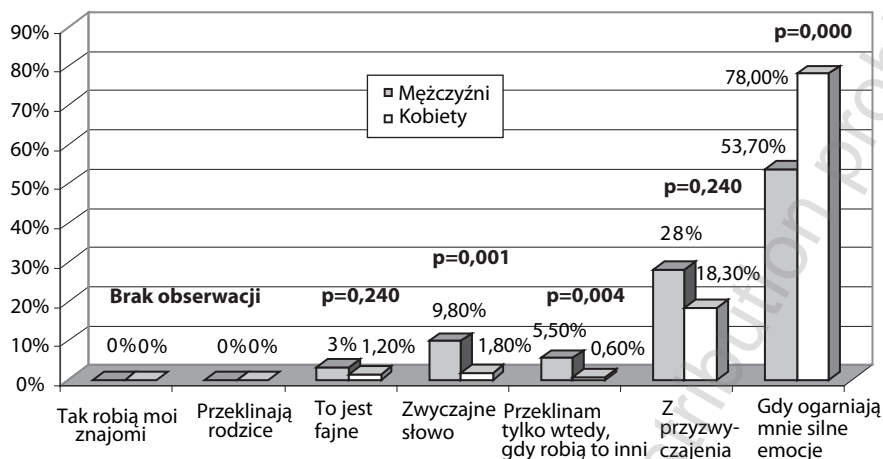 90%
80%
70%
60%
50%
40%
30%
20%
10%
0%
Mężczyźni
Kobiety
p=0,000
78,00%
53,70%
p=0,240
28%
18,30%
p=0,001
9,80%
1,80%
p=0,004
5,50%
0,60%
p=0,240
3%
1,20%
Brak obserwacji
0%0%
0%0%
Tak robią moi
znajomi
Przeklinają
rodzice
To jest
fajne
Zwyczajne
słowo
Przeklinam
tylko wtedy,
gdy robią to inni
Z
przyzwy-
czajenia
Gdy ogarniają
mnie silne
emocje